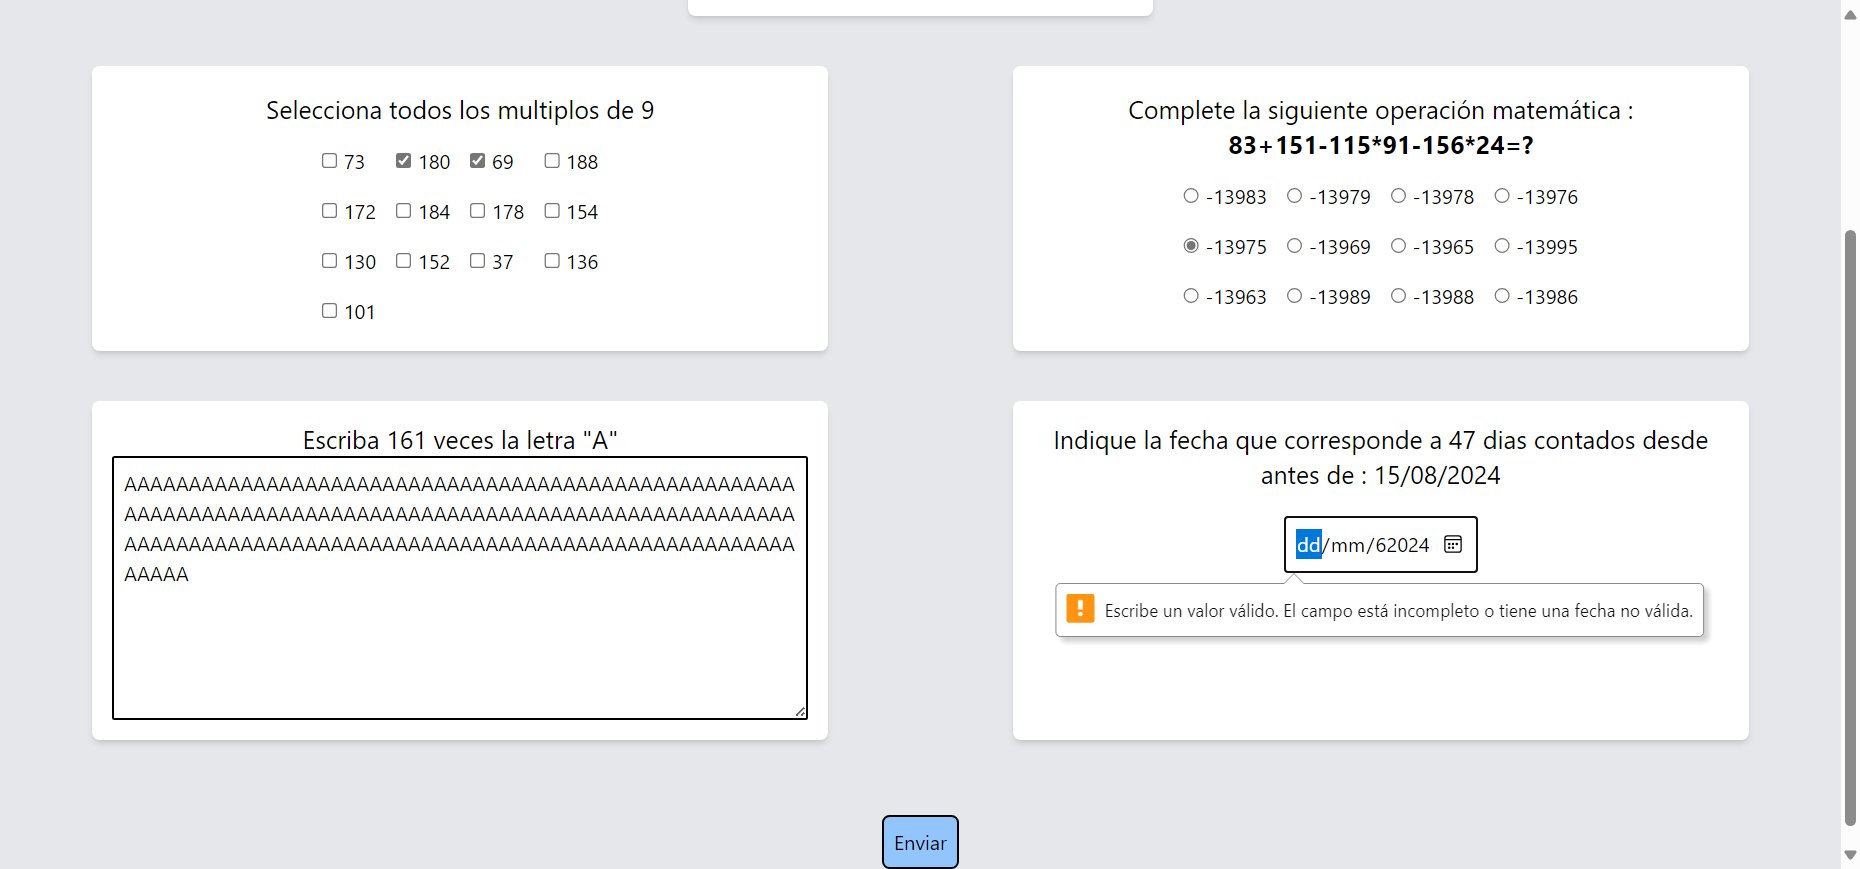 Selecciona todos los multiplos de 9
73 180 69 188
172 184 178 154
130 152 37 136
101
Complete la siguiente operación matemática :
83+151-115*91-156*24=?
-13983 -13979 -13978 -13976
-13975 -13969 -13965 -13995
-13963 -13989 -13988 -13986
Escriba 161 veces la letra "A"
AAAAAAAAAAAAAAAAAAAAAAAAAAAAAAAAAAAAAAAAAAAAAAAAAAAA
AAAAAAAAAAAAAAAAAAAAAAAAAAAAAAAAAAAAAAAAAAAAAAAAAAAA
AAAAAAAAAAAAAAAAAAAAAAAAAAAAAAAAAAAAAAAAAAAAAAAAAAAA
AAAAA
Indique la fecha que corresponde a 47 dias contados desde
antes de : 15/08/2024
dd/mm/62024
Escribe un valor válido. El campo está incompleto o tiene una fecha no válida.
Enviar